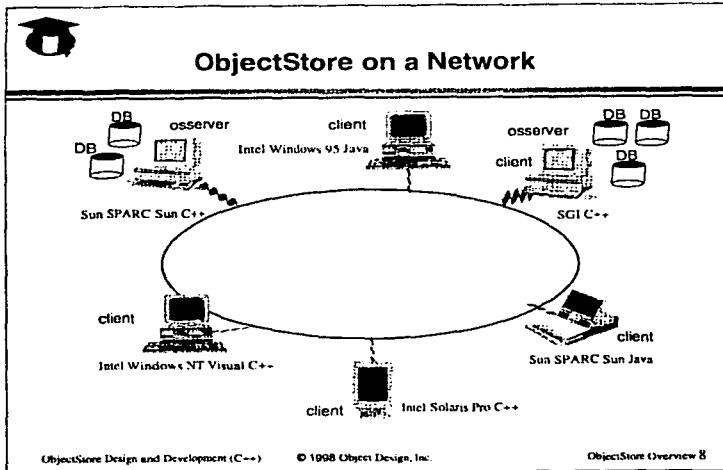 ObjectStore on a Network
DB
DB
osserver
Sun SPARC Sun C++
client
Intel Windows 95 Java
osserver
client
DB
DB
DB
SGI C++
client
Intel Windows NT Visual C++
client
Intel Solaris Pro C++
client
Sun SPARC Sun Java
ObjectStore Design and Development (C++)
© 1998 Object Design, Inc.
ObjectStore Overview 8